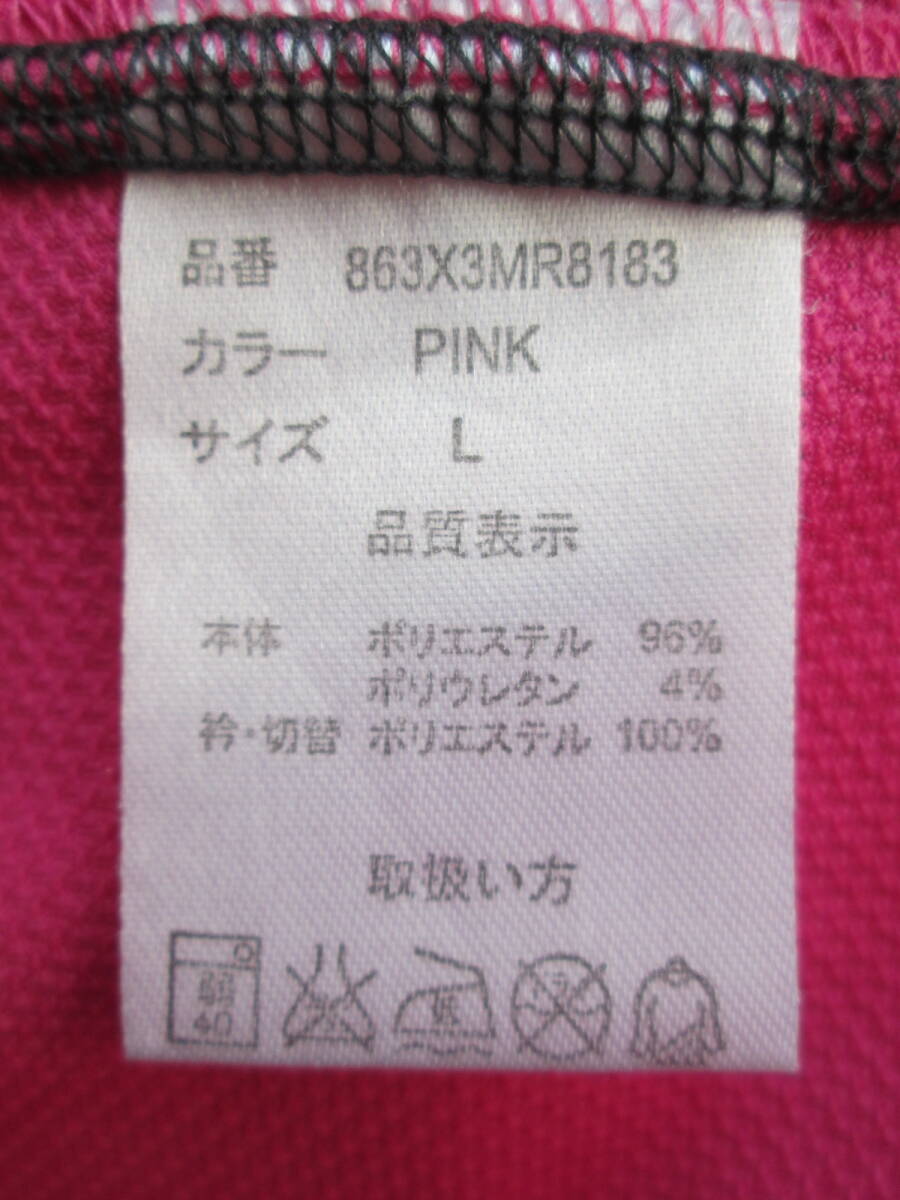 品番 863X3MR8183
カラー PINK
サイズ L
品質表示
本体 ポリエステル 96%
ポリウレタン 4%
衿・切替 ポリエステル 100%
取扱い方
40 低